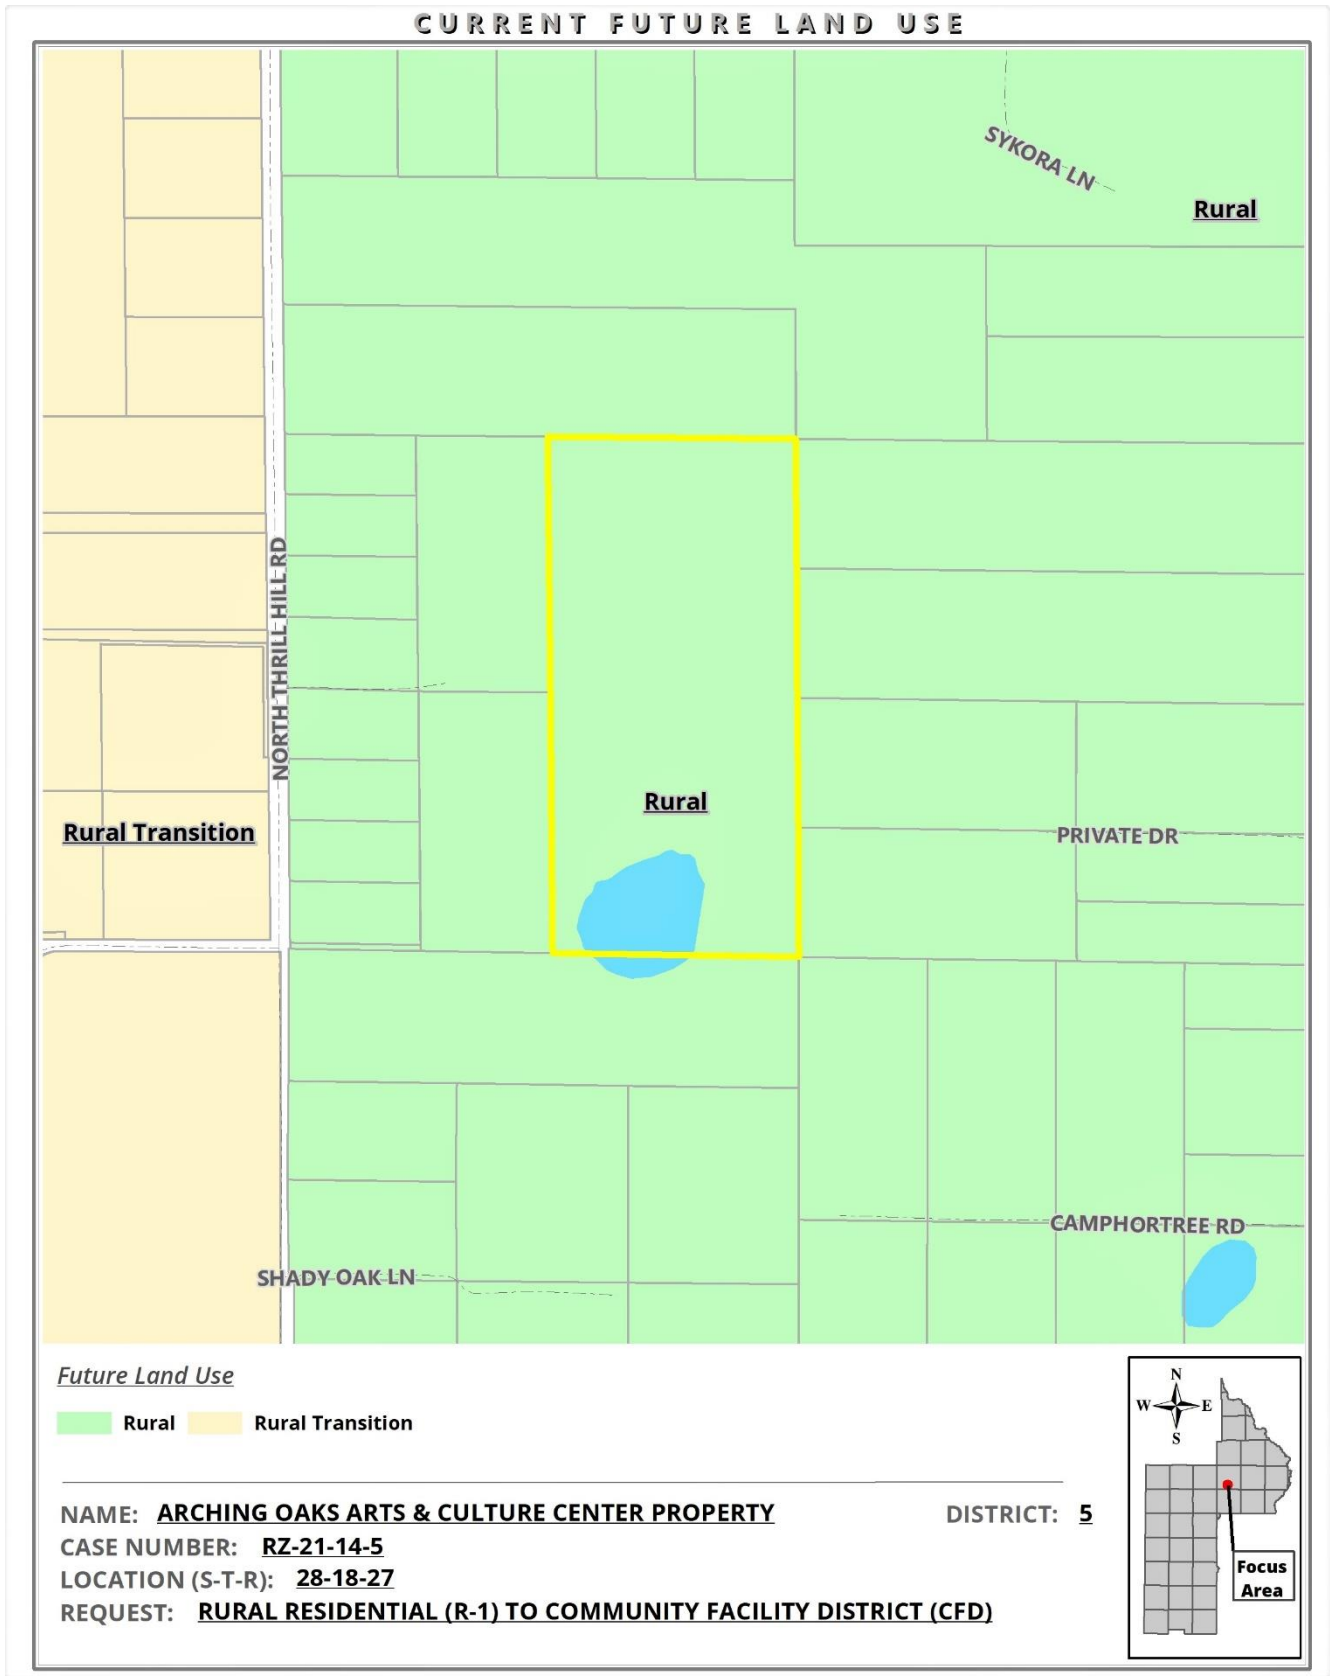 CURRENT FUTURE LAND USE
SYKORA LN
Rural
NORTH THRILL HILL RD
Rural
Rural Transition
PRIVATE DR
CAMPHORTREE RD
SHADY OAK LN
Future Land Use
Rural Rural Transition
N
W E
S
Focus
Area
NAME: ARCHING OAKS ARTS & CULTURE CENTER PROPERTY DISTRICT: 5
CASE NUMBER: RZ-21-14-5
LOCATION (S-T-R): 28-18-27
REQUEST: RURAL RESIDENTIAL (R-1) TO COMMUNITY FACILITY DISTRICT (CFD)